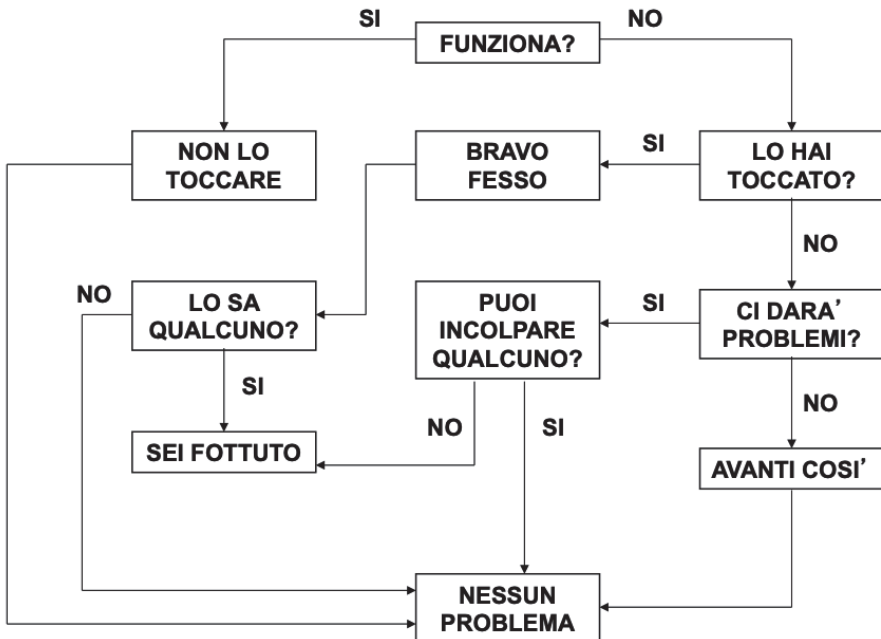 SI
FUNZIONA?
NO
NON LO
TOCCARE
BRAVO
FESSO
SI
LO HAI
TOCCATO?
NO
NO
LO SA
QUALCUNO?
PUOI
INCOLPARE
QUALCUNO?
SI
CI DARA’
PROBLEMI?
SI
NO
SI
NO
SEI FOTTUTO
AVANTI COSI’
NESSUN
PROBLEMA